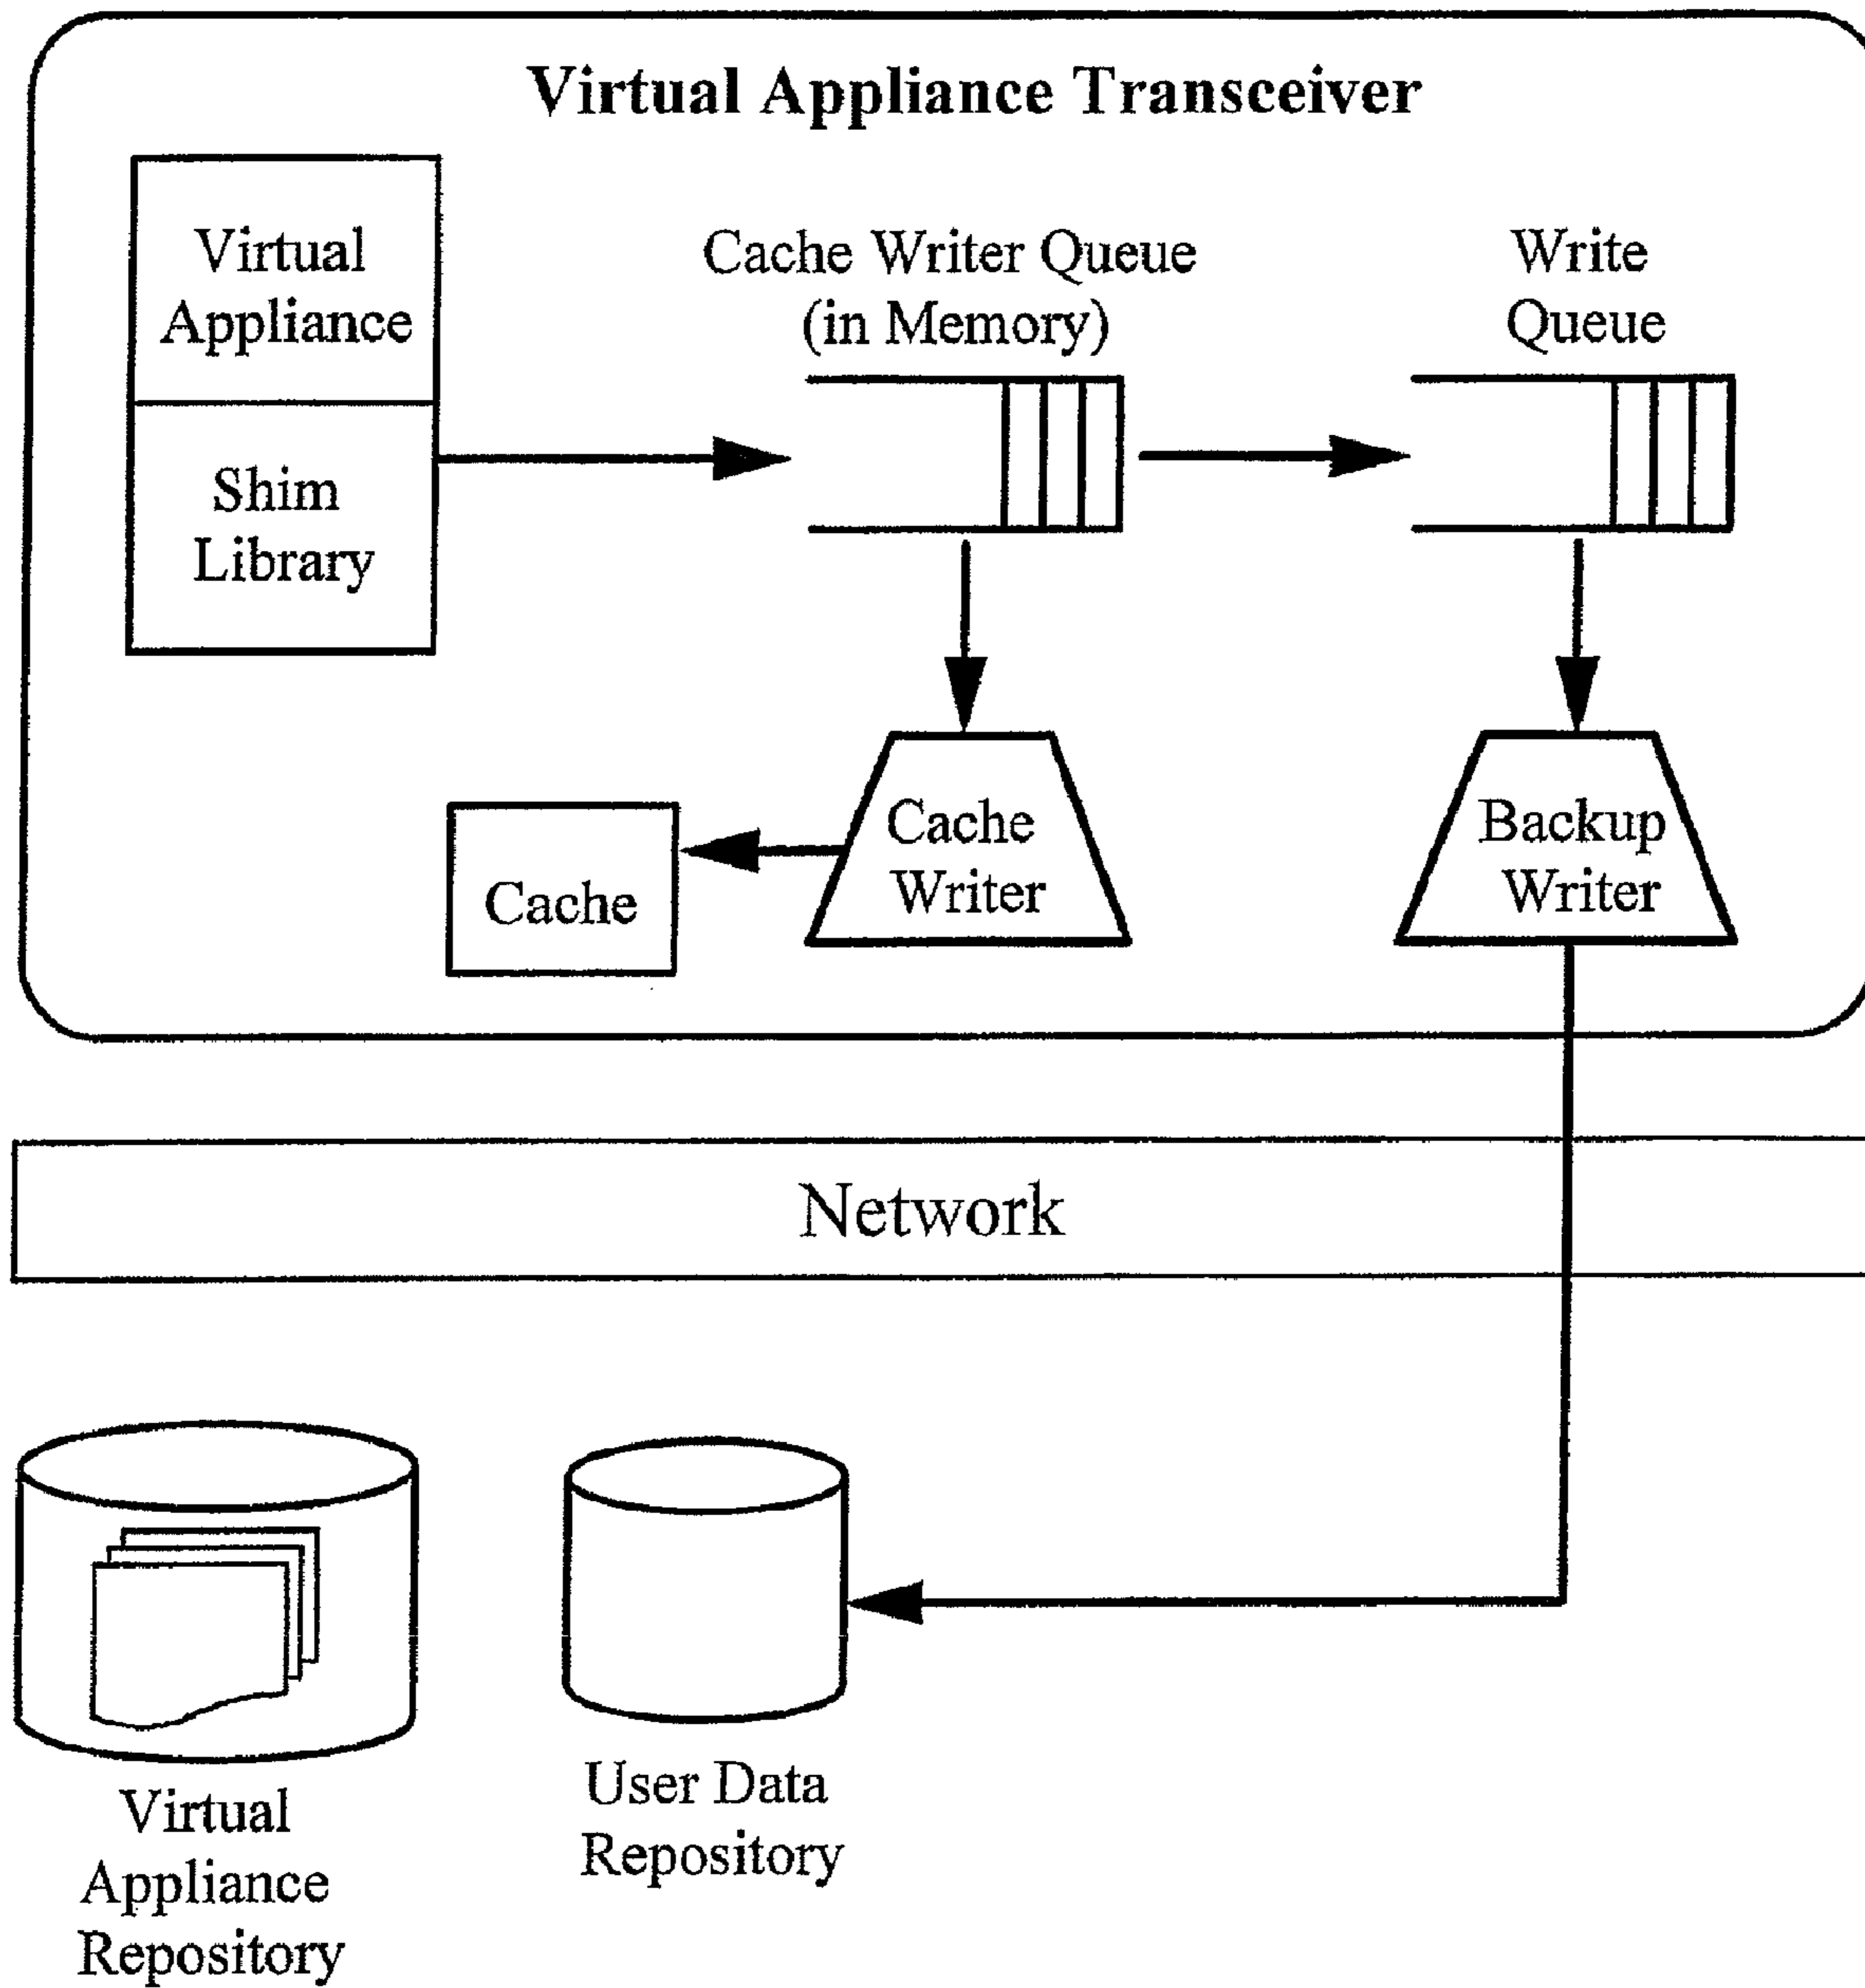 Virtual Appliance Transceiver
Virtual
Appliance
Shim
Library
Cache Writer Queue
(in Memory)
Write
Queue
Cache
Cache
Writer
Backup
Writer
Network
Virtual
Appliance
Repository
User Data
Repository